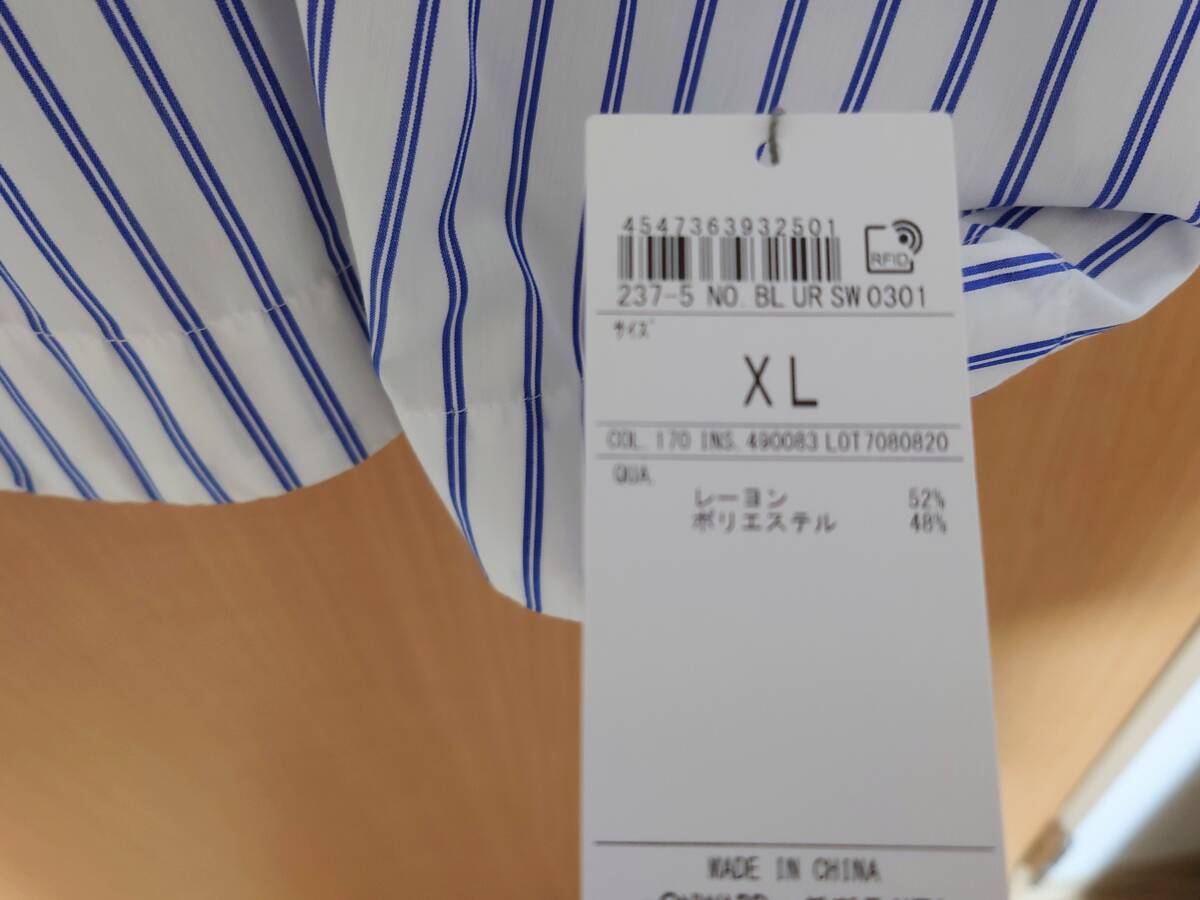 4547363932501
RFID
237-5 NO. BL UR SW 0301
サイズ
XL
COL. 170 INS. 490083 LOT7080820
QUA.
レーヨン 52%
ポリエステル 48%
MADE IN CHINA